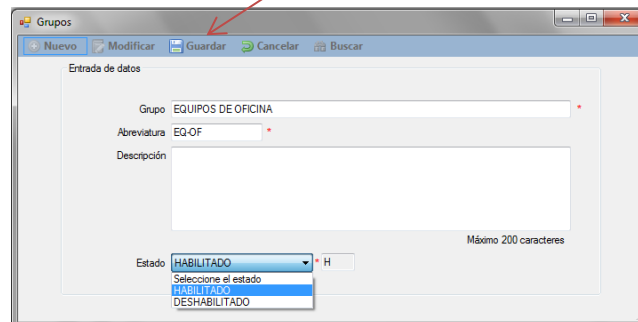 Grupos
Nuevo Modificar Guardar Cancelar Buscar
Entrada de datos
Grupo EQUIPOS DE OFICINA *
Abreviatura EQ-OF *
Descripción
Máximo 200 caracteres
Estado HABILITADO * H
Seleccione el estado
HABILITADO
DESHABILITADO